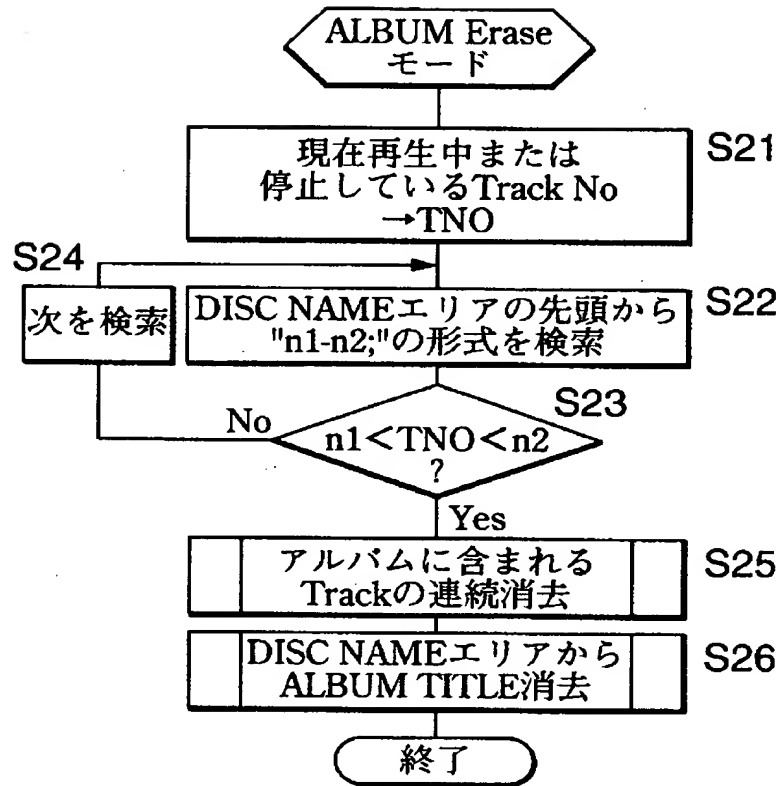 ALBUM Erase
モード
現在再生中または
停止しているTrack No
→TNO
S21
S24
次を検索
DISC NAMEエリアの先頭から
"n1-n2;"の形式を検索
S22
S23
No
n1<TNO<n2
?
Yes
アルバムに含まれる
Trackの連続消去
S25
DISC NAMEエリアから
ALBUM TITLE消去
S26
終了